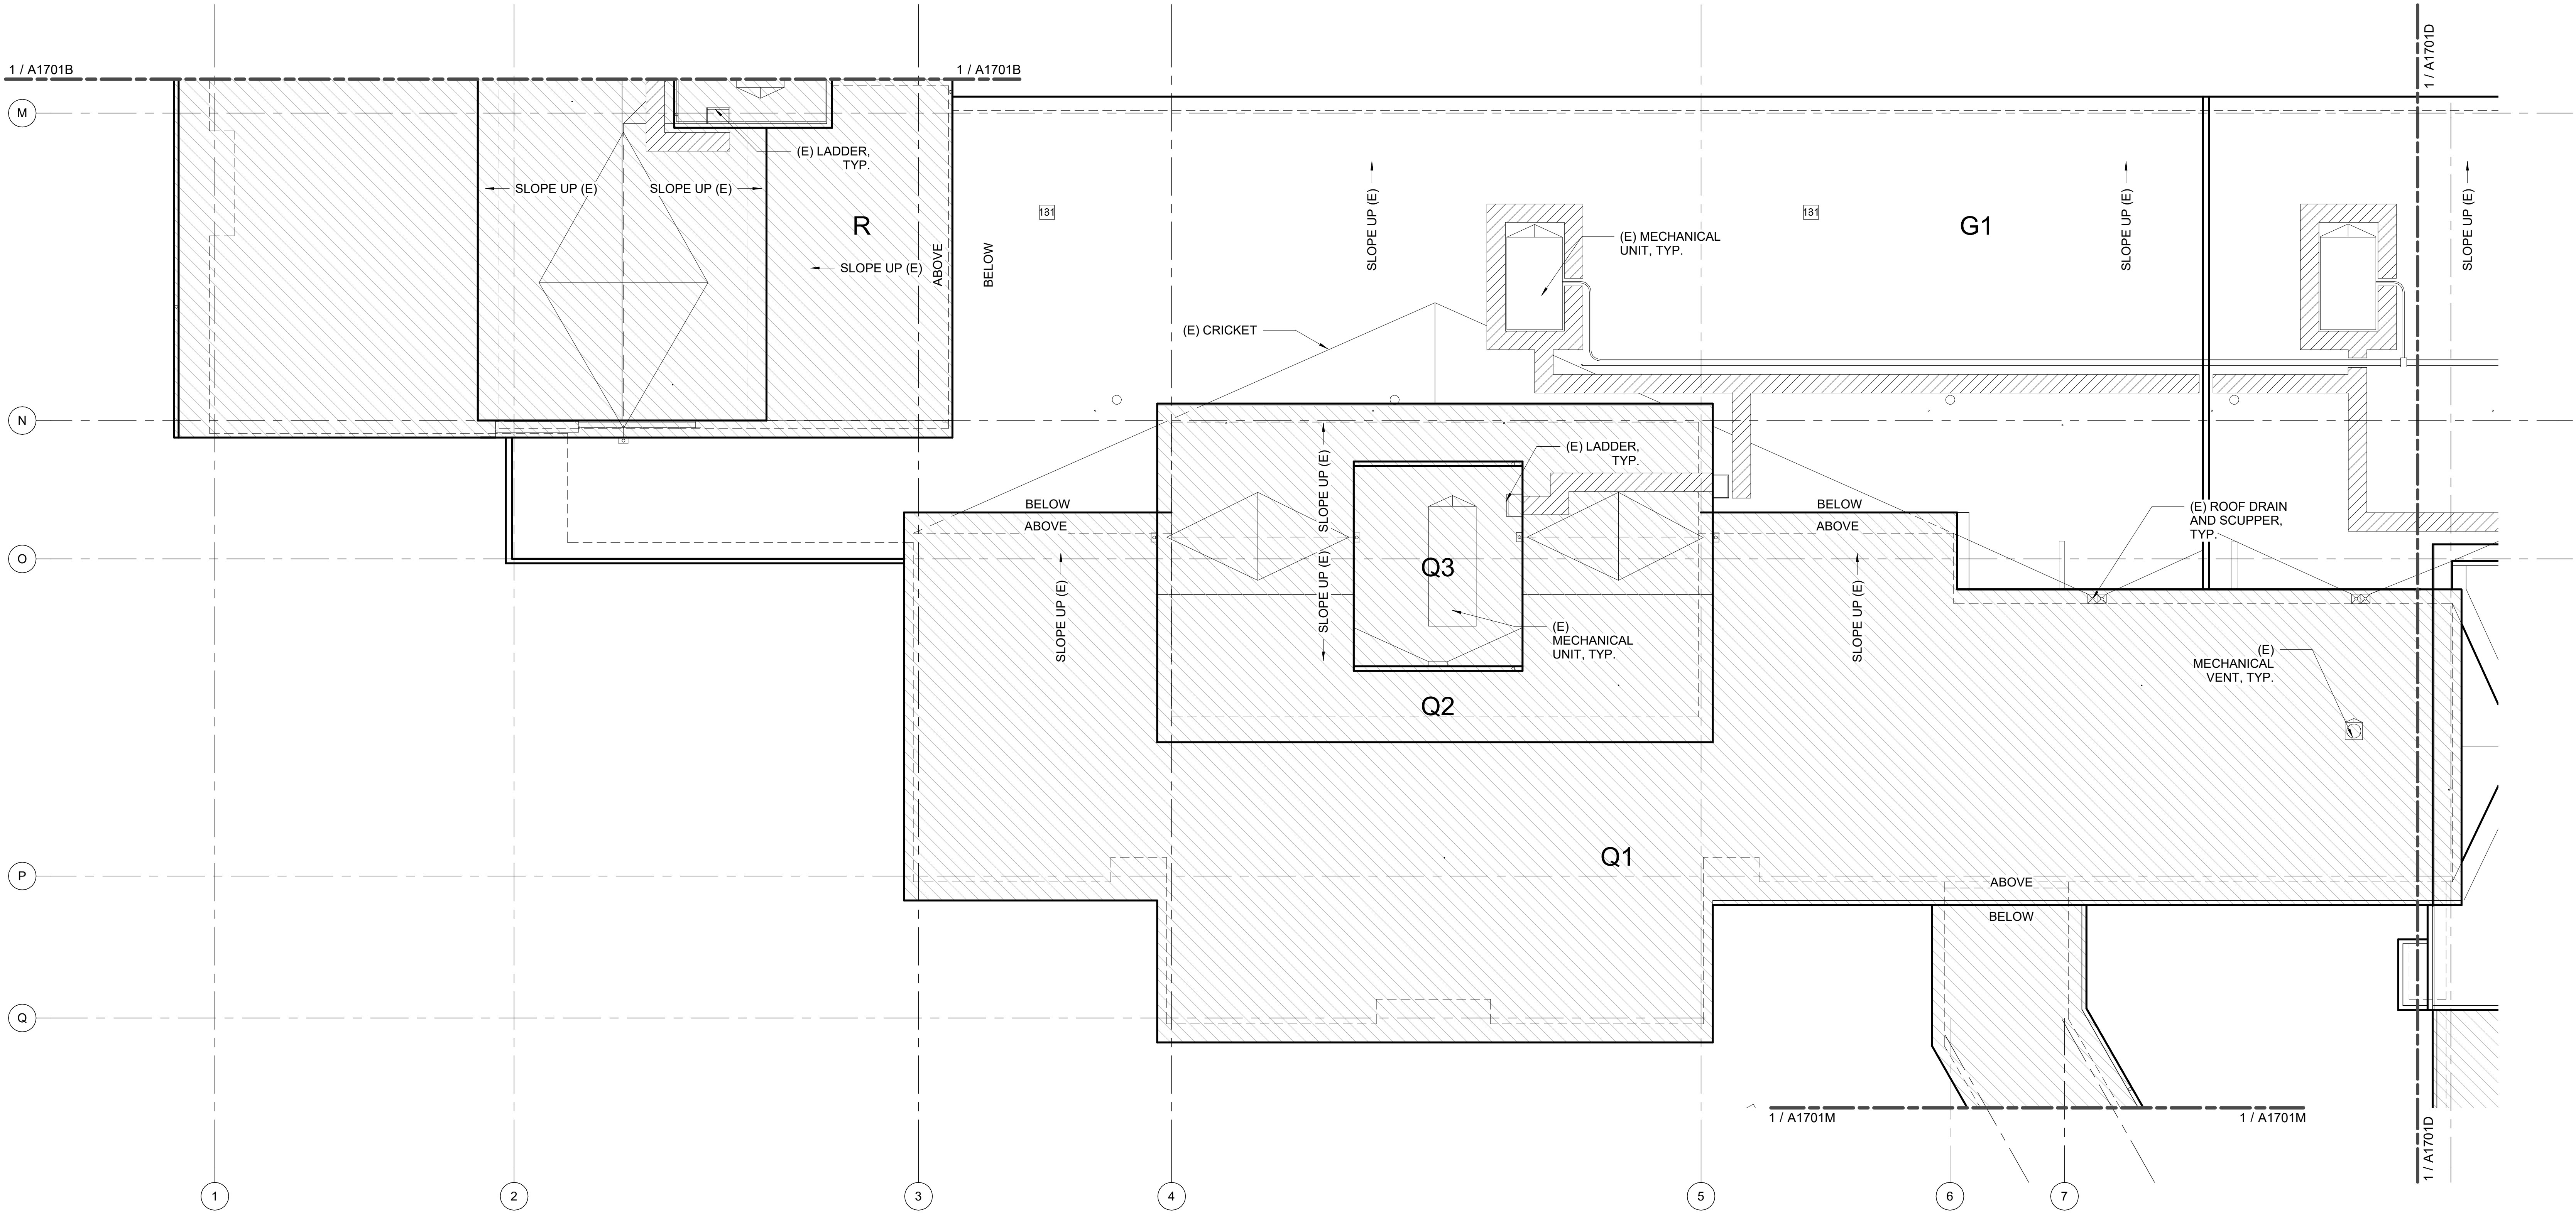 1 / A1701B
1 / A1701B
1 / A1701D
M
(E) LADDER,
TYP.
SLOPE UP (E)
SLOPE UP (E)
R
SLOPE UP (E)
ABOVE
BELOW
131
SLOPE UP (E)
(E) MECHANICAL
UNIT, TYP.
131
G1
SLOPE UP (E)
SLOPE UP (E)
(E) CRICKET
N
SLOPE UP (E)
(E) LADDER,
TYP.
BELOW
ABOVE
BELOW
ABOVE
(E) ROOF DRAIN
AND SCUPPER,
TYP.
O
Q3
SLOPE UP (E)
SLOPE UP (E)
SLOPE UP (E)
(E)
MECHANICAL
UNIT, TYP.
(E)
MECHANICAL
VENT, TYP.
Q2
Q1
P
ABOVE
BELOW
Q
1 / A1701M
1 / A1701M
1 / A1701D
1
2
3
4
5
6
7